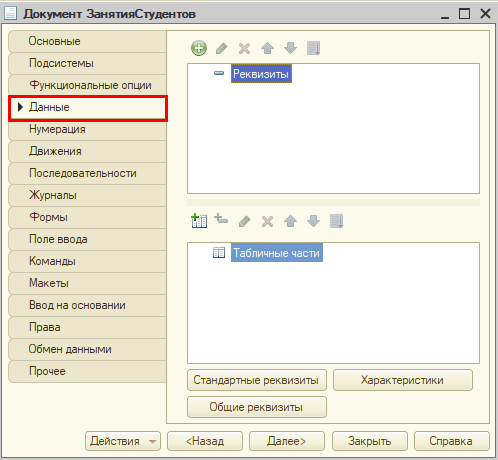 Документ ЗанятияСтудентов
Основные
Подсистемы
Функциональные опции
Данные
Нумерация
Движения
Последовательности
Журналы
Формы
Поле ввода
Команды
Макеты
Ввод на основании
Права
Обмен данными
Прочее
Реквизиты
Табличные части
Стандартные реквизиты
Характеристики
Общие реквизиты
Действия
<Назад
Далее>
Закрыть
Справка